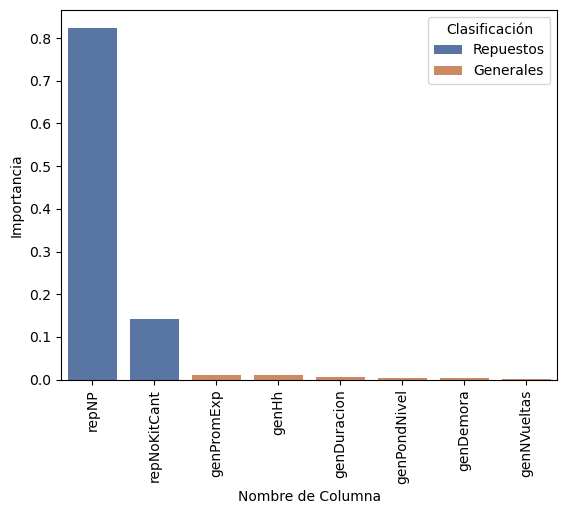 Clasificación
Repuestos
Generales
Importancia
0.8
0.7
0.6
0.5
0.4
0.3
0.2
0.1
0.0
repNP
repNoKitCant
genPromExp
genHh
genDuracion
genPondNivel
genDemora
genNVueltas
Nombre de Columna